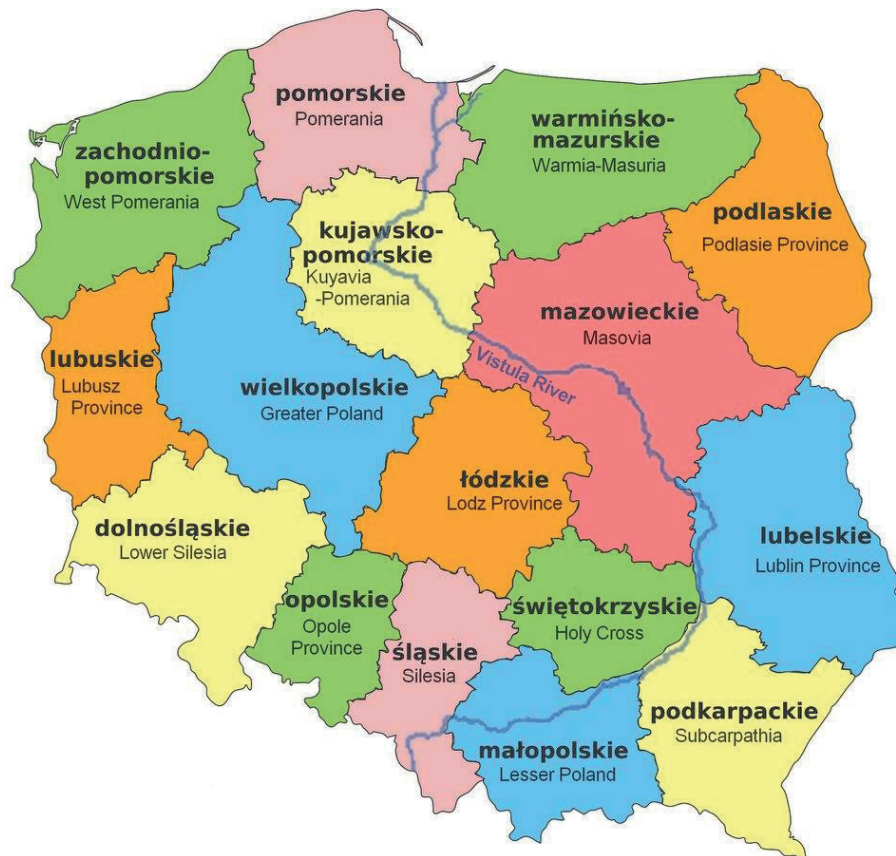 pomorskie
Pomerania
warmińsko-
mazurskie
Warmia-Masuria
zachodnio-
pomorskie
West Pomerania
podlaskie
Podlasie Province
kujawsko-
pomorskie
Kuyavia
-Pomerania
mazowieckie
Masovia
lubuskie
Lubusz
Province
wielkopolskie
Greater Poland
Vistula River
łódzkie
Lodz Province
dolnośląskie
Lower Silesia
lubelskie
Lublin Province
opolskie
Opole
Province
świętokrzyskie
Holy Cross
śląskie
Silesia
podkarpackie
Subcarpathia
małopolskie
Lesser Poland